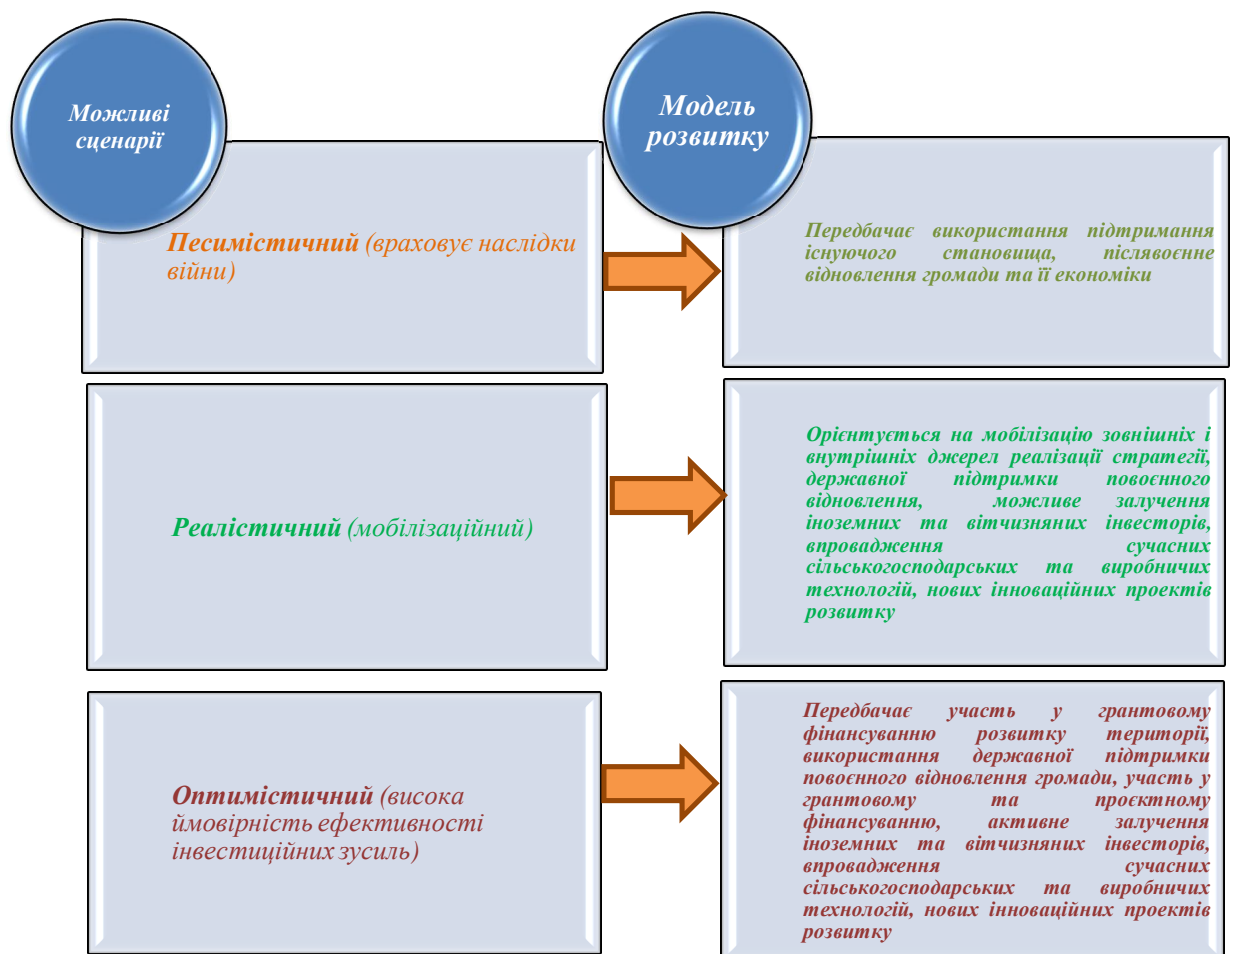 Можливі
сценарії
Модель
розвитку
Песимістичний (враховує наслідки
війни)
Передбачає використання підтримання
існуючого становища, післявоєнне
відновлення громади та її економіки
Реалістичний (мобілізаційний)
Орієнтується на мобілізацію зовнішніх і
внутрішніх джерел реалізації стратегії,
державної підтримки повоєнного
відновлення, можливе залучення
іноземних та вітчизняних інвесторів,
впровадження сучасних
сільськогосподарських та виробничих
технологій, нових інноваційних проектів
розвитку
Оптимістичний (висока
ймовірність ефективності
інвестиційних зусиль)
Передбачає участь у грантовому
фінансуванню розвитку території,
використання державної підтримки
повоєнного відновлення громади, участь у
грантовому та проєктному
фінансуванню, активне залучення
іноземних та вітчизняних інвесторів,
впровадження сучасних
сільськогосподарських та виробничих
технологій, нових інноваційних проектів
розвитку